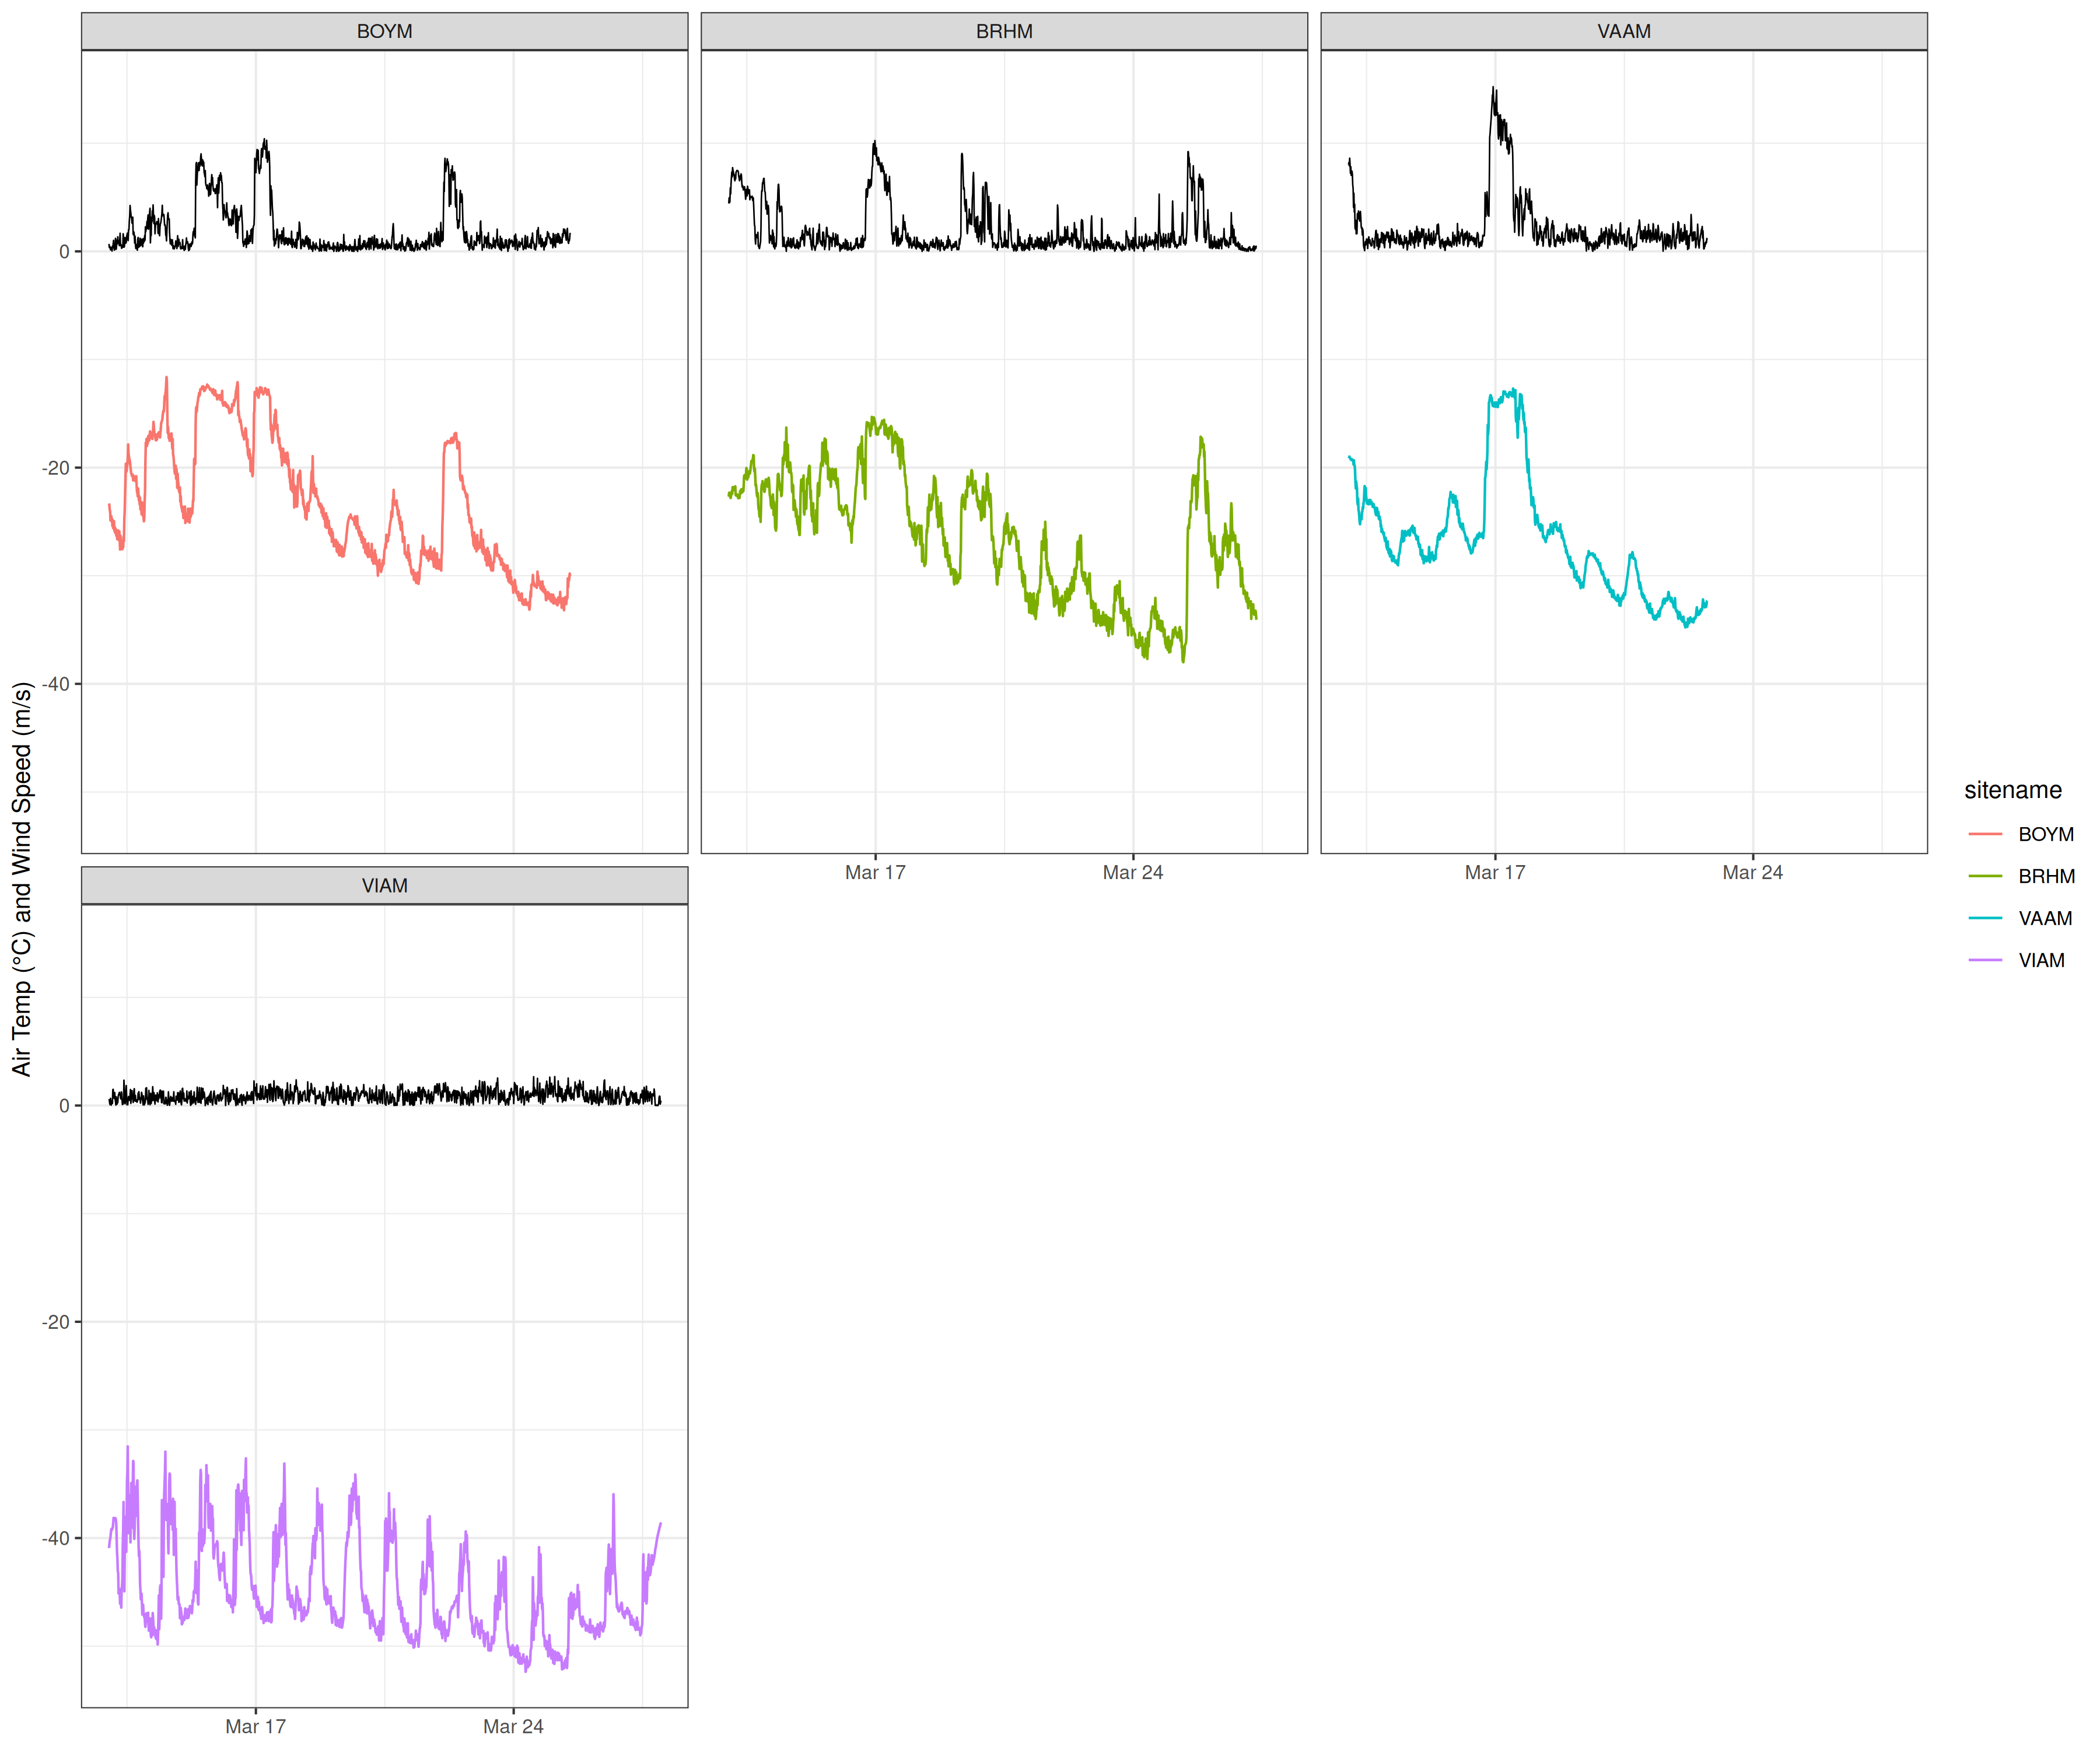 BOYM
BRHM
VAAM
0
-20
-40
Mar 17
Mar 24
Mar 17
Mar 24
VIAM
0
-20
-40
Mar 17
Mar 24
Air Temp (°C) and Wind Speed (m/s)
sitename
BOYM
BRHM
VAAM
VIAM